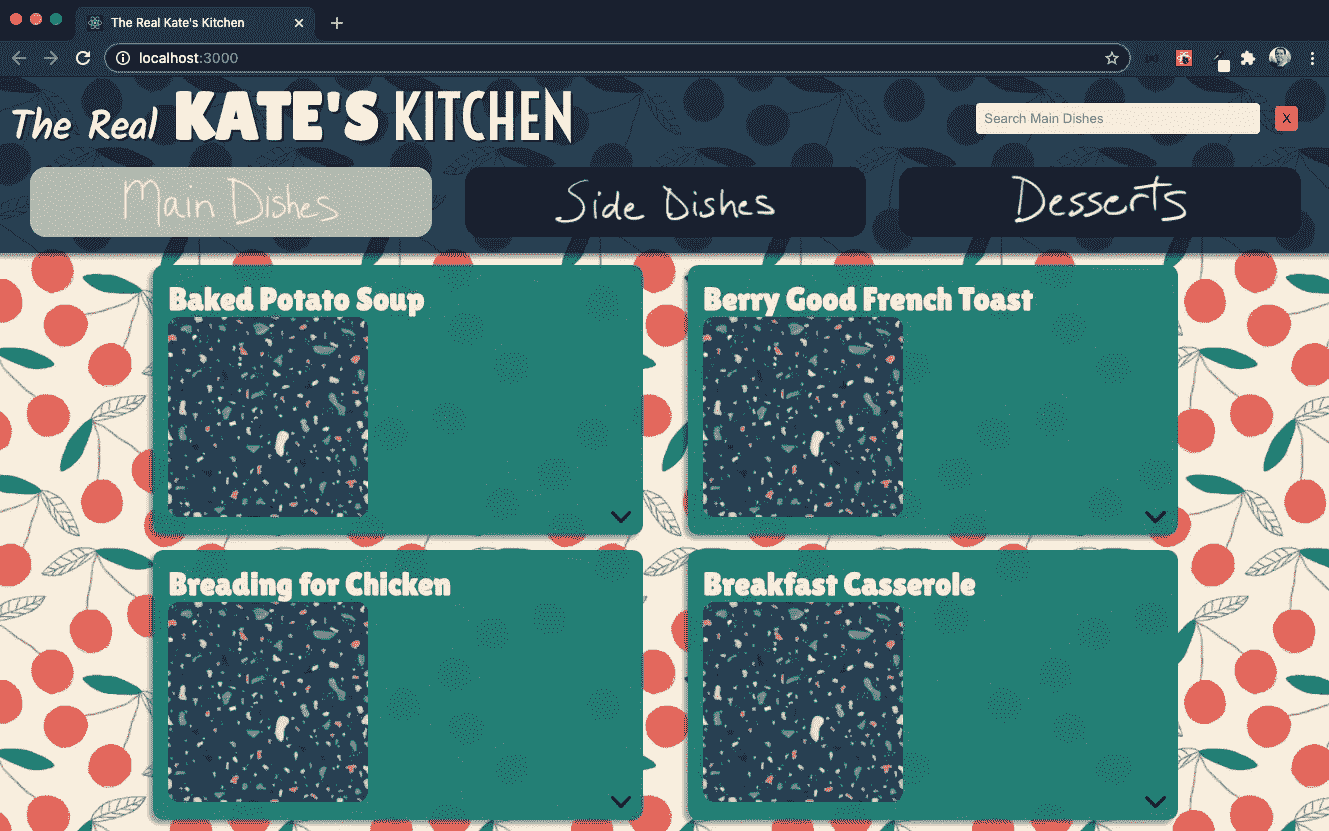 The Real Kate's Kitchen
localhost:3000
The Real KATE'S KITCHEN
Search Main Dishes
X
Main Dishes
Side Dishes
Desserts
Baked Potato Soup
Berry Good French Toast
Breading for Chicken
Breakfast Casserole